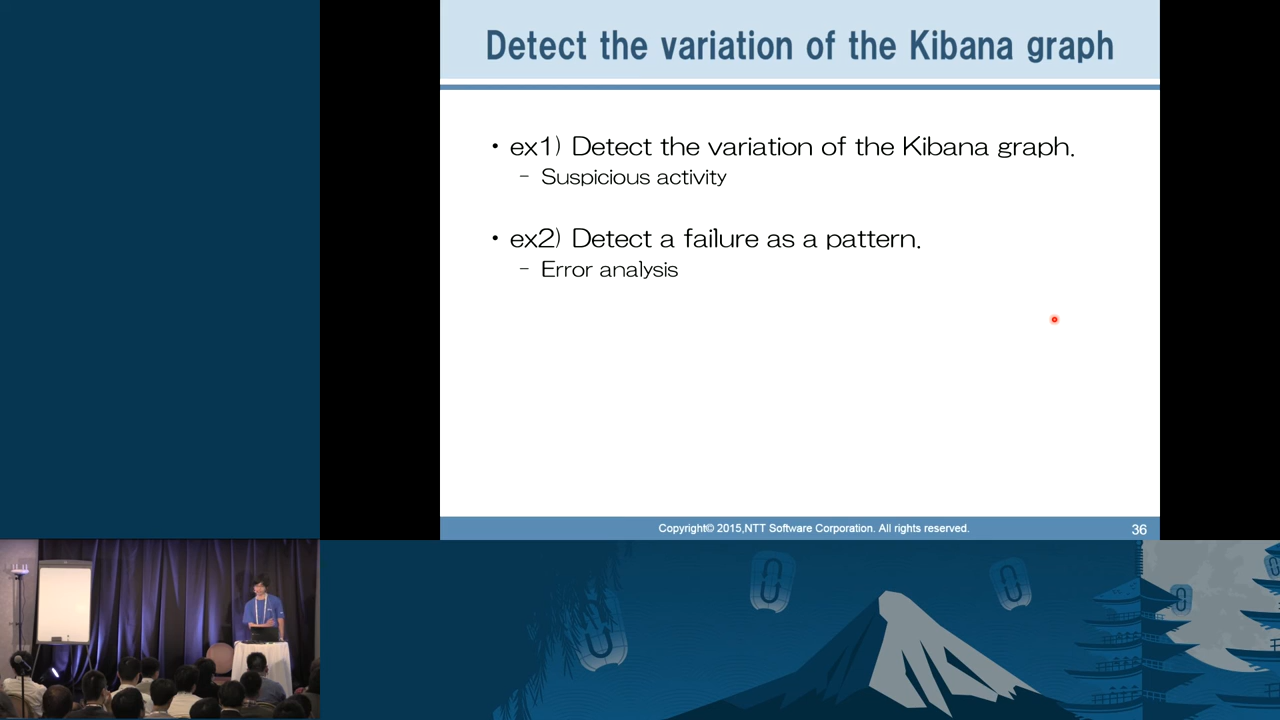 Detect the variation of the Kibana graph
• ex1) Detect the variation of the Kibana graph.
– Suspicious activity
• ex2) Detect a failure as a pattern.
– Error analysis
Copyright© 2015,NTT Software Corporation. All rights reserved.
36